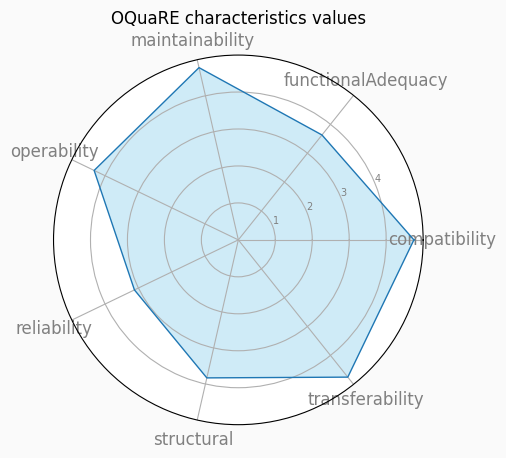 OQuaRE characteristics values
maintainability
functionalAdequacy
operability
4
3
2
1
compatibility
reliability
transferability
structural